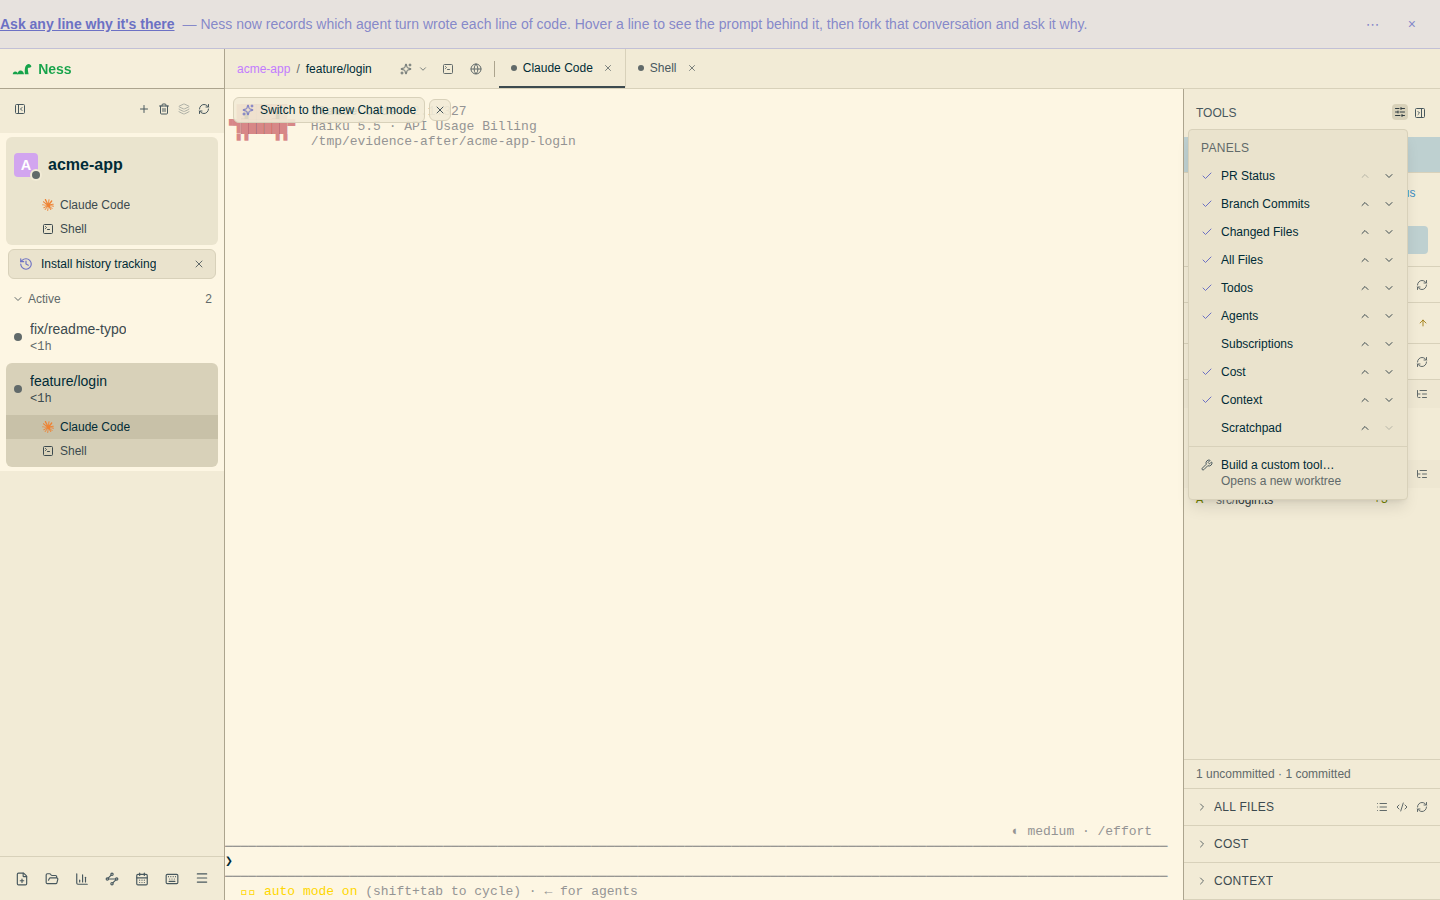 Ask any line why it's there — Ness now records which agent turn wrote each line of code. Hover a line to see the prompt behind it, then fork that conversation and ask it why.
Ness
acme-app / feature/login
Claude Code
Shell
A
acme-app
Claude Code
Shell
Install history tracking
Active 2
fix/readme-typo
<1h
feature/login
<1h
Claude Code
Shell
Switch to the new Chat mode
27
Haiku 5.5 · API Usage Billing
/tmp/evidence-after/acme-app-login
medium · /effort
❯
auto mode on (shift+tab to cycle) · ← for agents
TOOLS
PANELS
PR Status
Branch Commits
Changed Files
All Files
Todos
Agents
Subscriptions
Cost
Context
Scratchpad
Build a custom tool…
Opens a new worktree
src/login.ts
1 uncommitted · 1 committed
ALL FILES
COST
CONTEXT